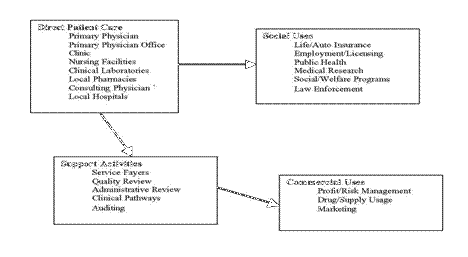 Direct Patient Care
Primary Physician
Primary Physician Office
Clinic
Nursing Facilities
Clinical Laboratories
Local Pharmacies
Consulting Physician `
Local Hospitals
Social Uses
Life/Auto Insurance
Employment/Licensing
Public Health
Medical Research
Social/Welfare Programs
Law Enforcement
Support Activities
Service Payers
Quality Review
Administrative Review
Clinical Pathways
Auditing
Commercial Uses
Profit/Risk Management
Drug/Supply Usage
Marketing